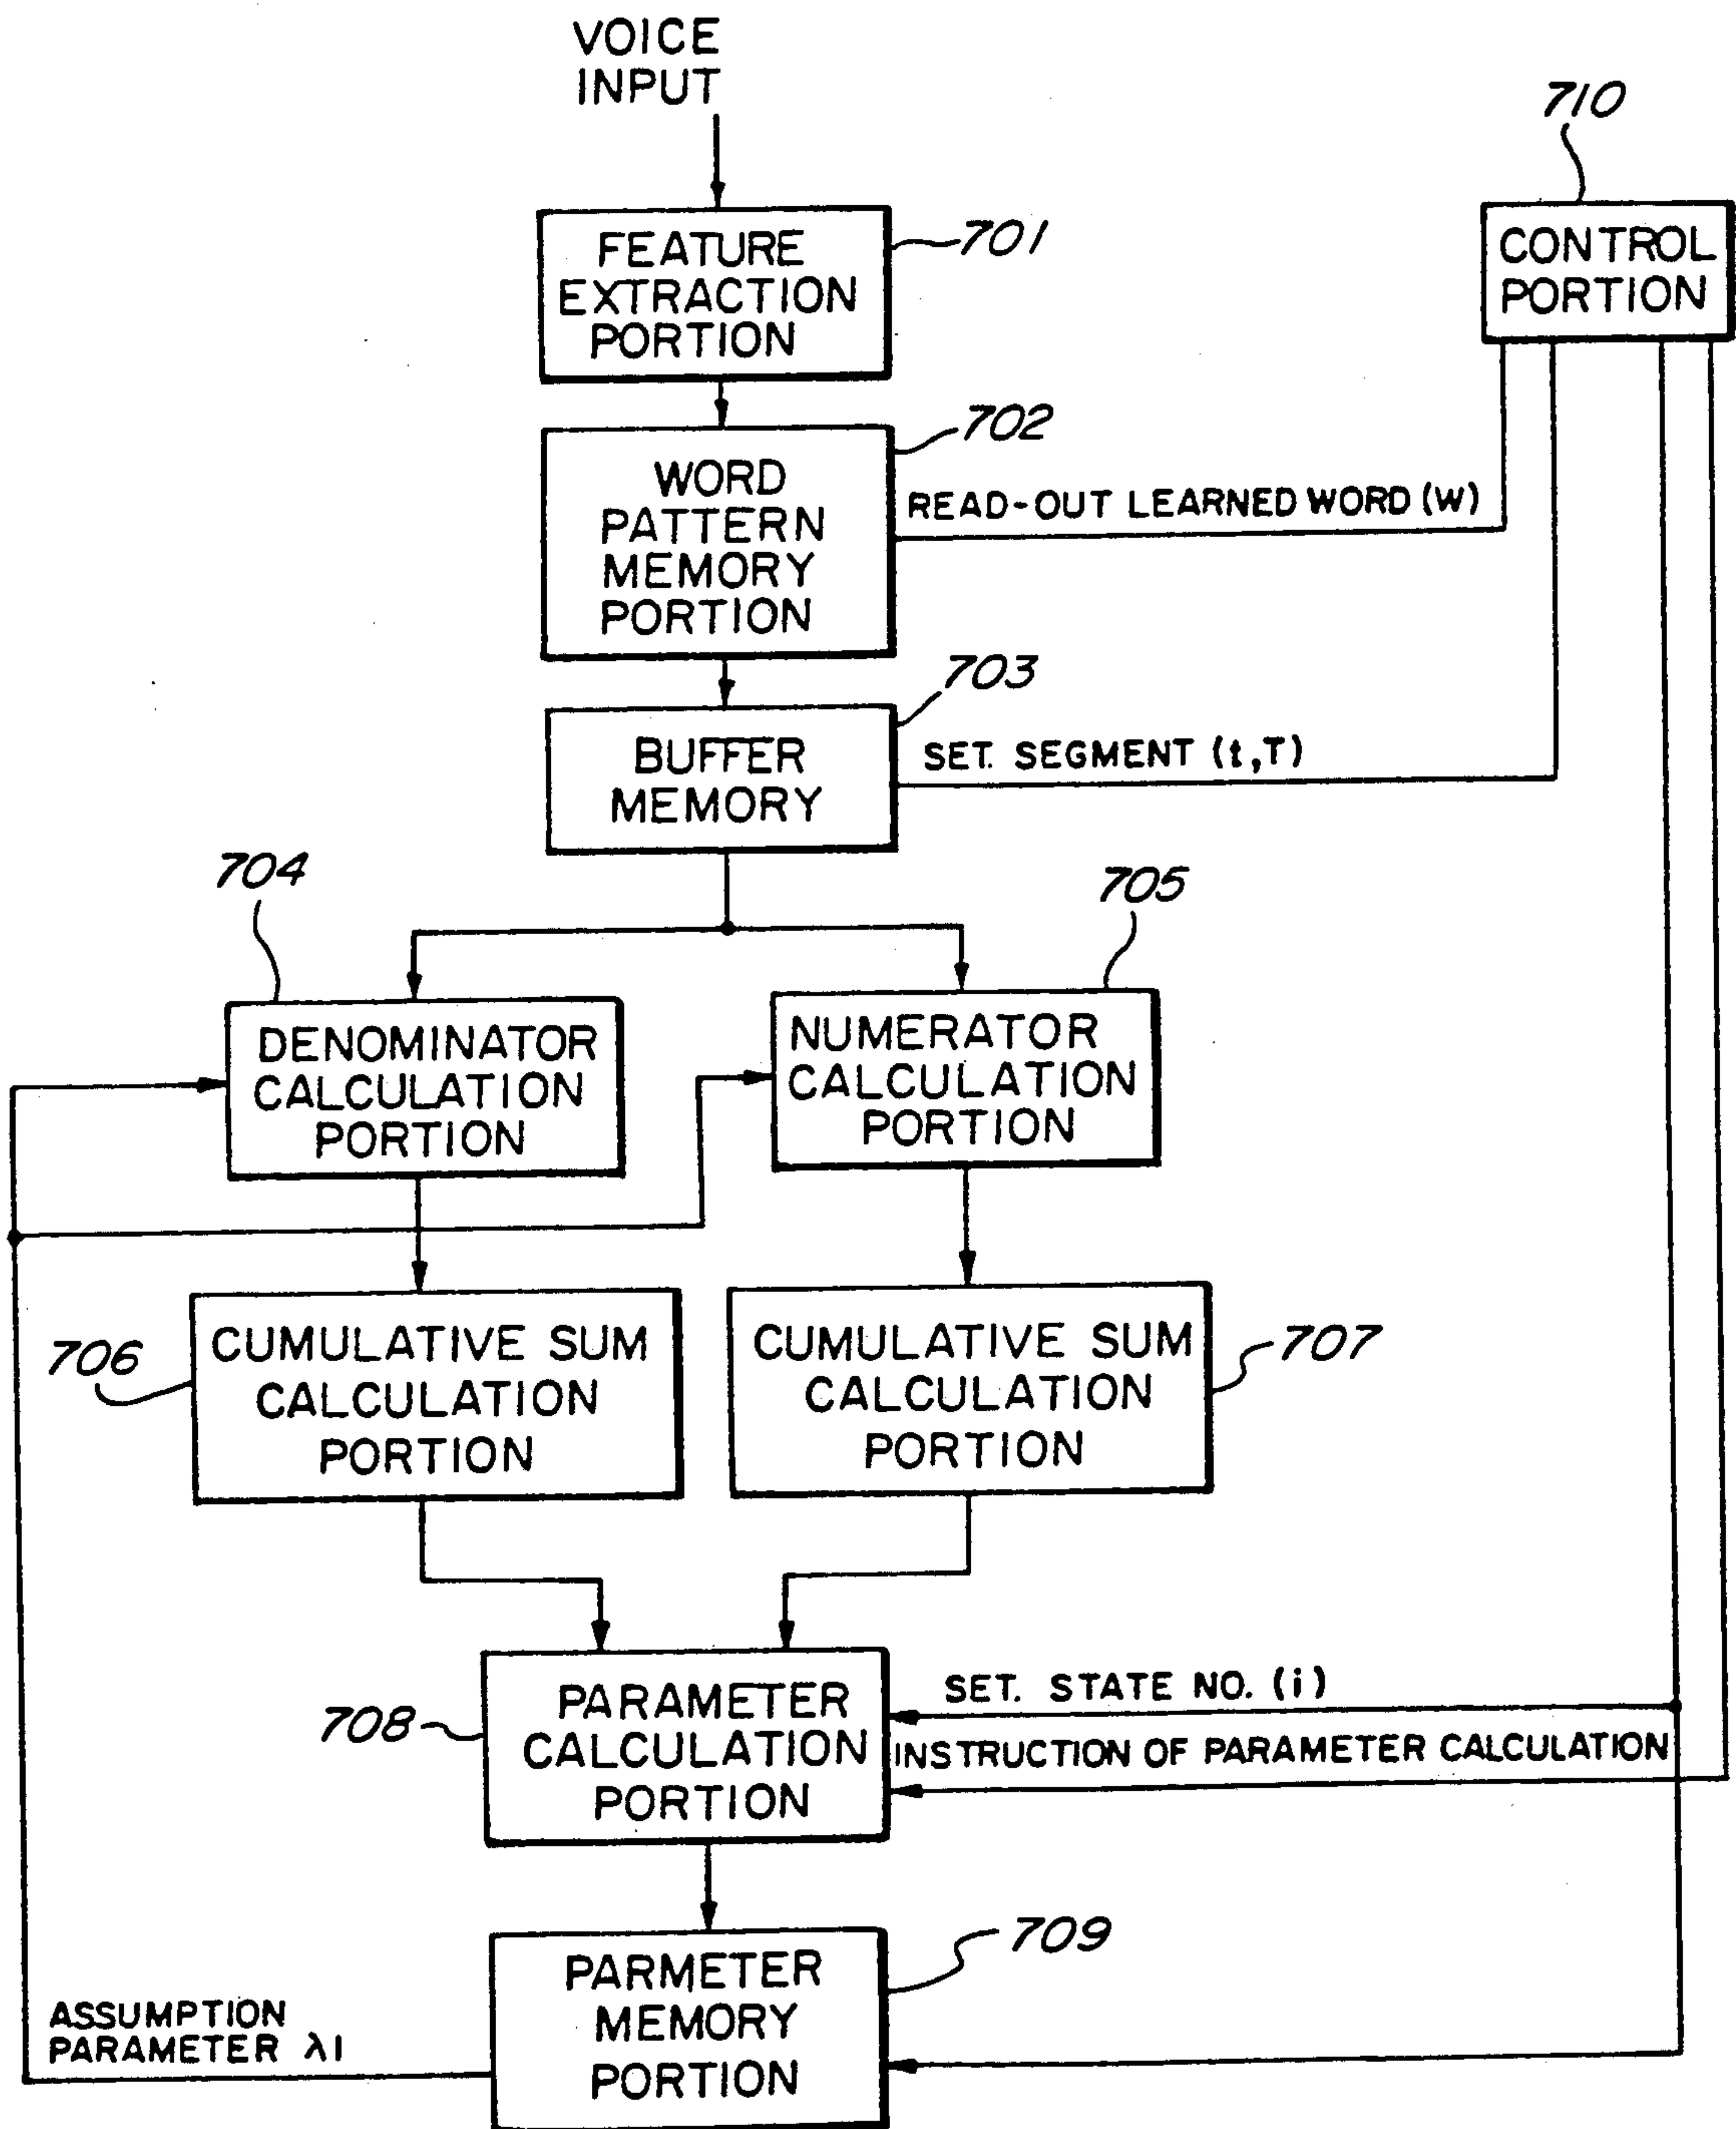 VOICE
INPUT
710
CONTROL
PORTION
FEATURE
EXTRACTION
PORTION
701
702
WORD
PATTERN
MEMORY
PORTION
READ-OUT LEARNED WORD (W)
703
BUFFER
MEMORY
SET. SEGMENT (t,T)
704
705
DENOMINATOR
CALCULATION
PORTION
NUMERATOR
CALCULATION
PORTION
706
CUMULATIVE SUM
CALCULATION
PORTION
CUMULATIVE SUM
CALCULATION
PORTION
707
708
PARAMETER
CALCULATION
PORTION
SET. STATE NO. (i)
INSTRUCTION OF PARAMETER CALCULATION
709
PARMETER
MEMORY
PORTION
ASSUMPTION
PARAMETER λI